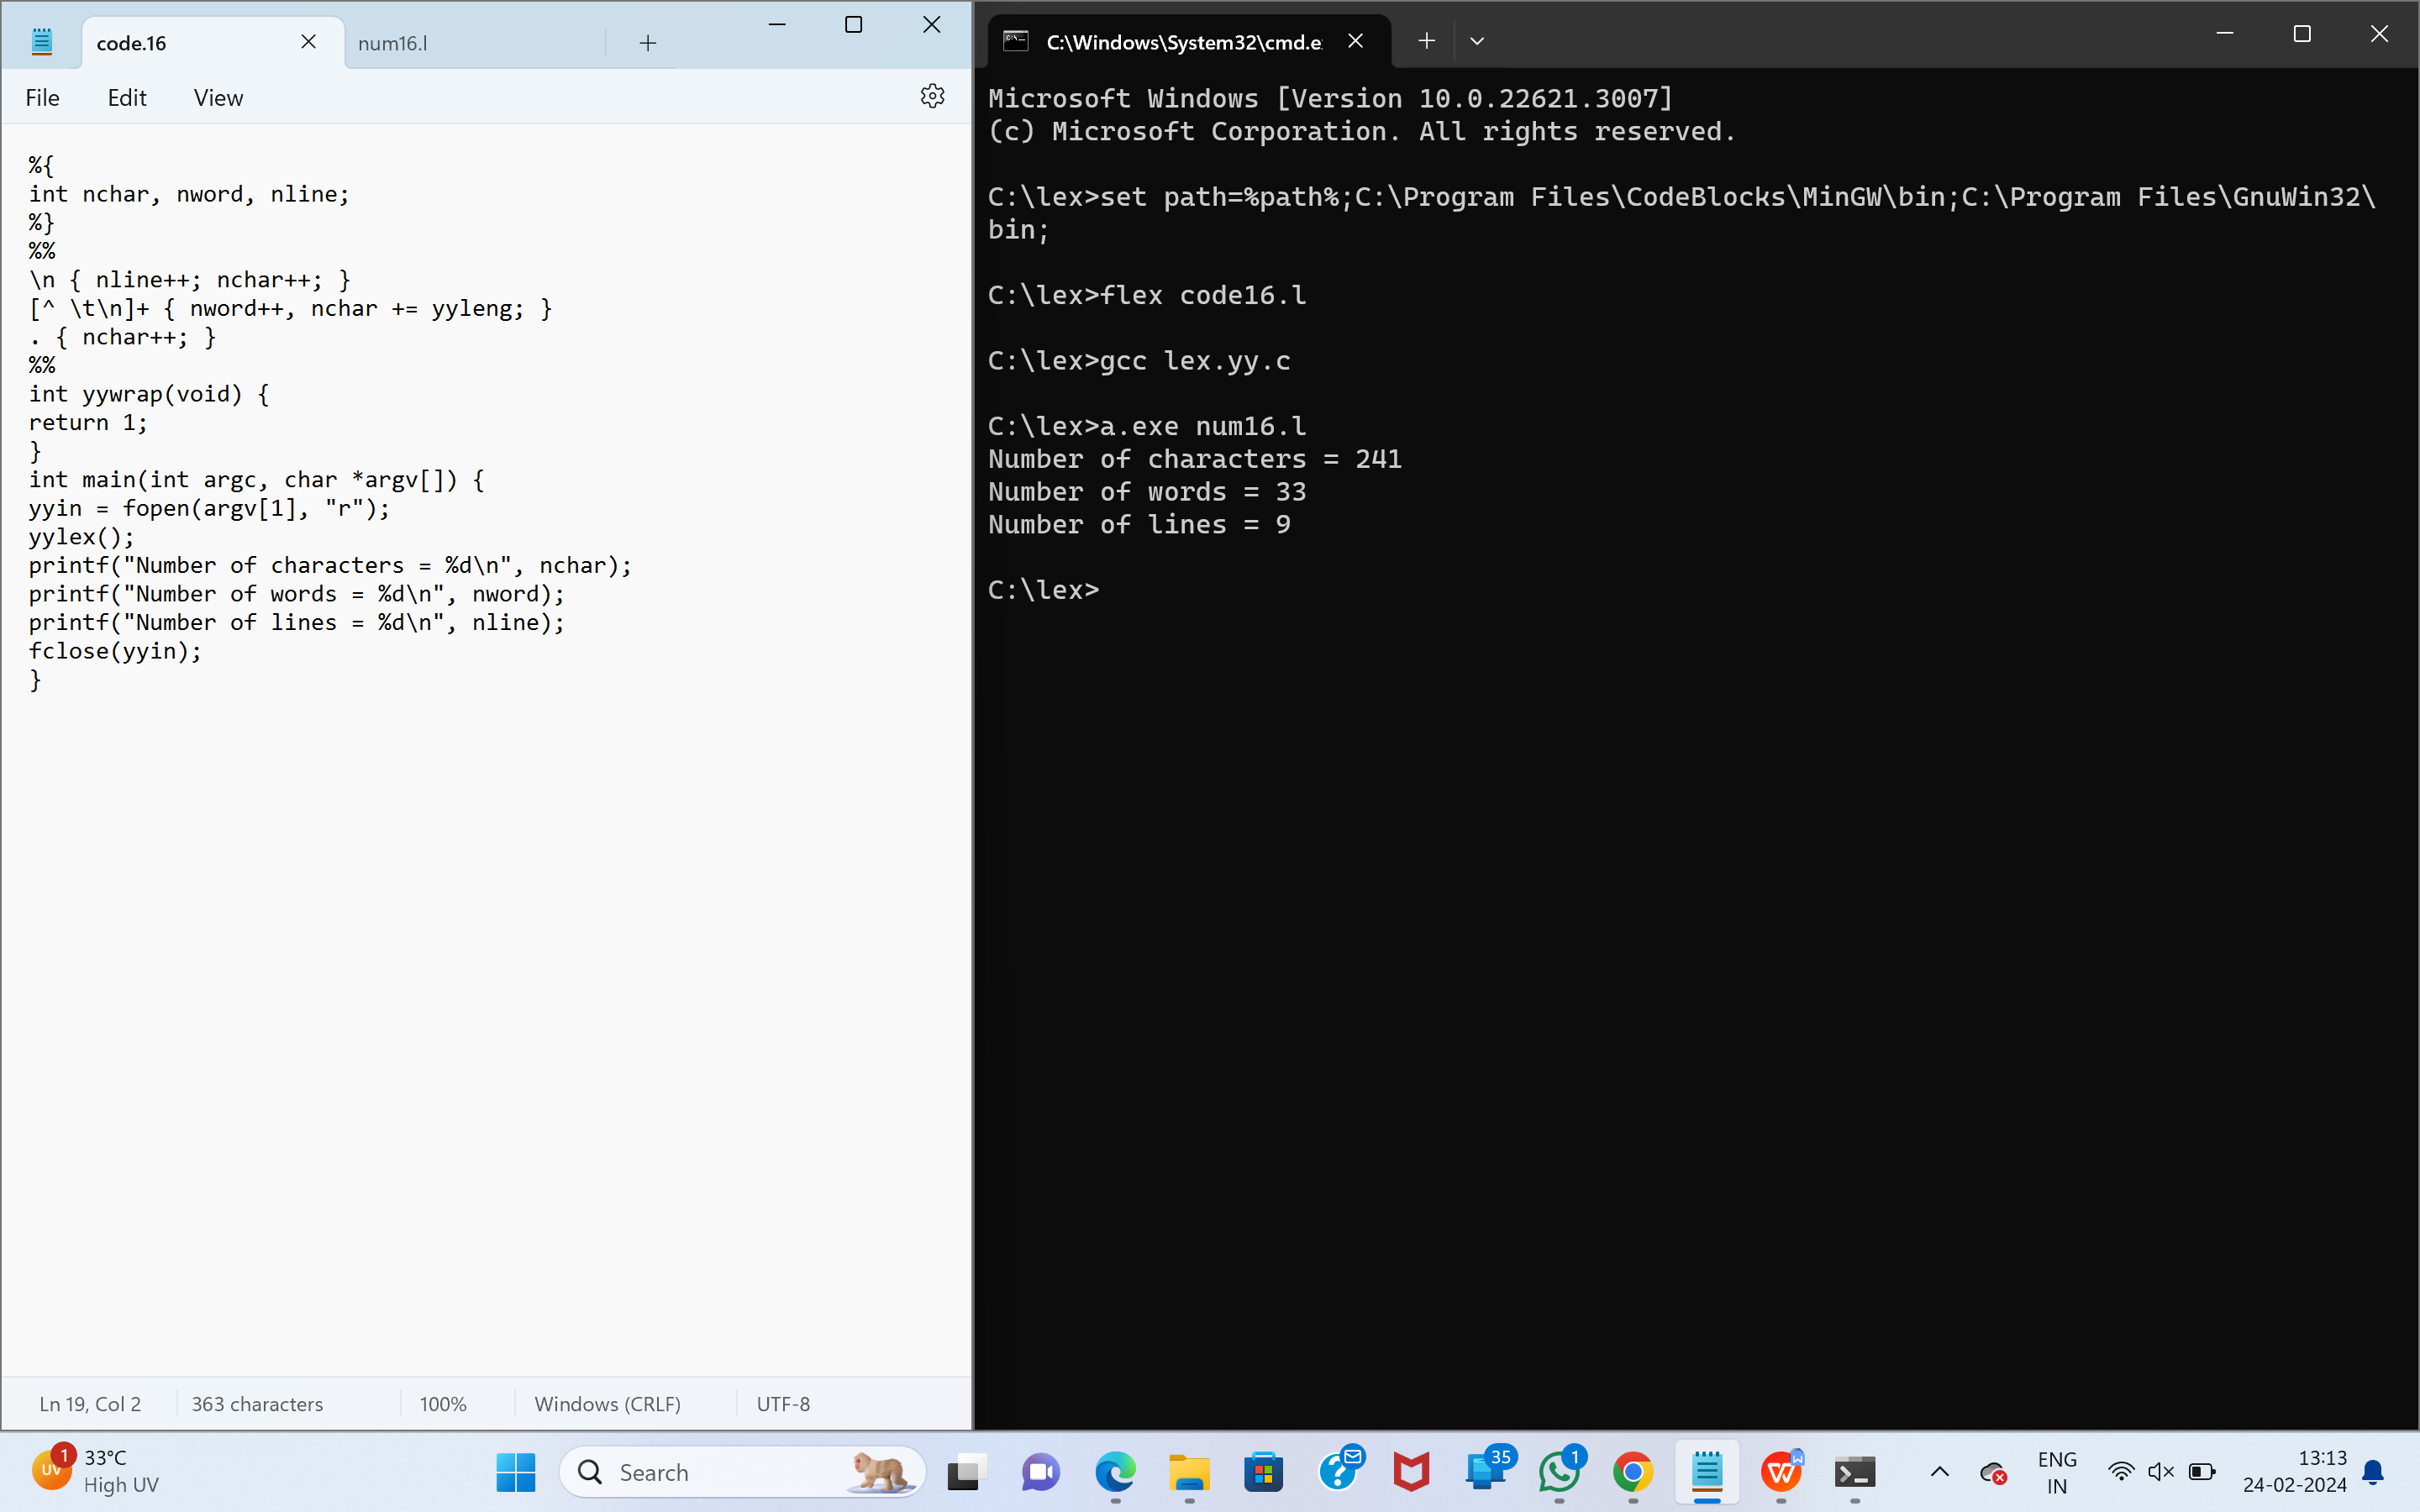 code.16
num16.l
File Edit View
%{
int nchar, nword, nline;
%}
%%
\n { nline++; nchar++; }
[^ \t\n]+ { nword++, nchar += yyleng; }
. { nchar++; }
%%
int yywrap(void) {
return 1;
}
int main(int argc, char *argv[]) {
yyin = fopen(argv[1], "r");
yylex();
printf("Number of characters = %d\n", nchar);
printf("Number of words = %d\n", nword);
printf("Number of lines = %d\n", nline);
fclose(yyin);
}
Ln 19, Col 2 363 characters 100% Windows (CRLF) UTF-8
C:\Windows\System32\cmd.e
Microsoft Windows [Version 10.0.22621.3007]
(c) Microsoft Corporation. All rights reserved.
C:\lex>set path=%path%;C:\Program Files\CodeBlocks\MinGW\bin;C:\Program Files\GnuWin32\
bin;
C:\lex>flex code16.l
C:\lex>gcc lex.yy.c
C:\lex>a.exe num16.l
Number of characters = 241
Number of words = 33
Number of lines = 9
C:\lex>
UV
1
33°C
High UV
Search
35
1
W
ENG
IN
13:13
24-02-2024